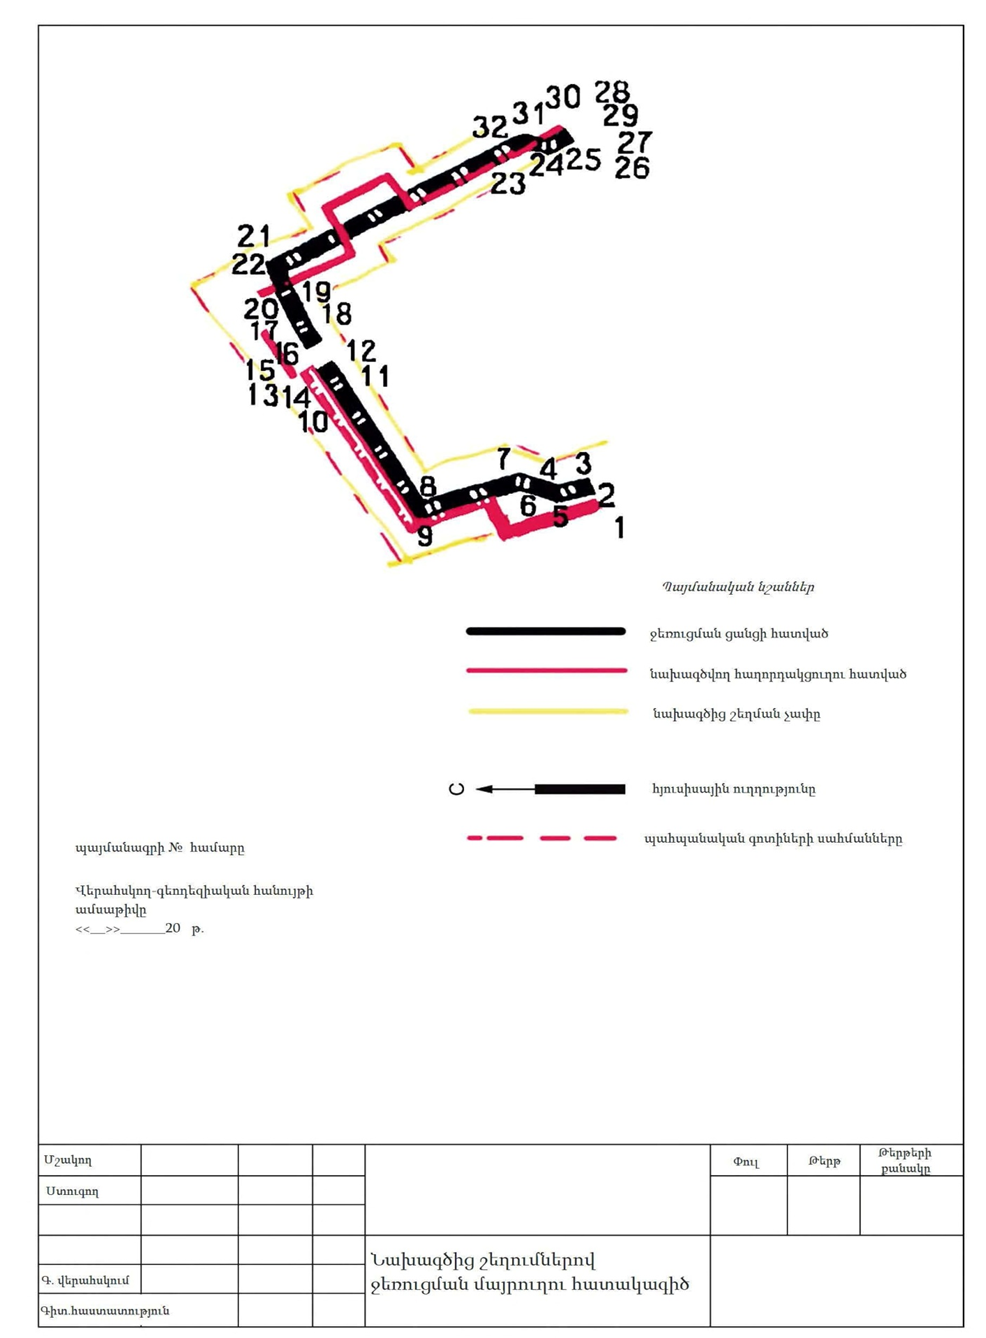 28
30
31
29
32
27
24
25
26
23
21
22
19
20
18
17
16
12
15
11
13
14
10
7
4
3
8
2
6
5
1
9
Պայմանական նշաններ
ջեռուցման ցանցի հատված
նախագծվող հաղորդակցուղու հատված
նախագծից շեղման չափը
C
հյուսիսային ուղղությունը
պահպանական գոտիների սահմանները
պայմանագրի № համարը
Վերահսկող-գեոդեզիական հանույթի
ամսաթիվը
<<__>>______20 թ.
Մշակող
Փուլ
Թերթ
Թերթերի
քանակը
Ստուգող
Նախագծից շեղումներով
ջեռուցման մայրուղու հատակագիծ
Գ. վերահսկում
Գիտ.հաստատություն